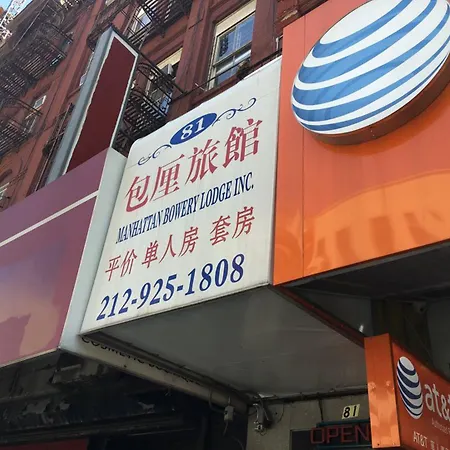 81
包厘旅館
MANHATTAN BOWERY LODGE INC.
平价 单人房 套房
212-925-1808
81
OPEN
at&t
AT&T